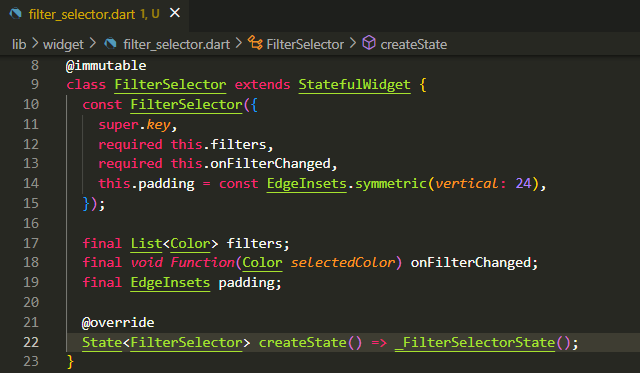 filter_selector.dart 1, U
lib > widget > filter_selector.dart > FilterSelector > createState
8 @immutable
9 class FilterSelector extends StatefulWidget {
10   const FilterSelector({
11     super.key,
12     required this.filters,
13     required this.onFilterChanged,
14     this.padding = const EdgeInsets.symmetric(vertical: 24),
15   });
16
17   final List<Color> filters;
18   final void Function(Color selectedColor) onFilterChanged;
19   final EdgeInsets padding;
20
21   @override
22   State<FilterSelector> createState() => _FilterSelectorState();
23 }